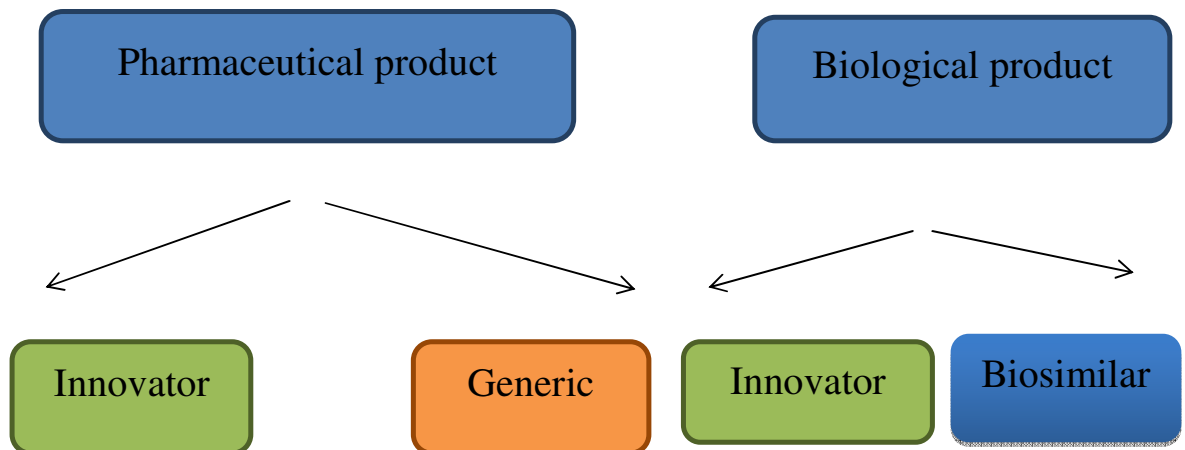 Pharmaceutical product
Biological product
Innovator
Generic
Innovator
Biosimilar